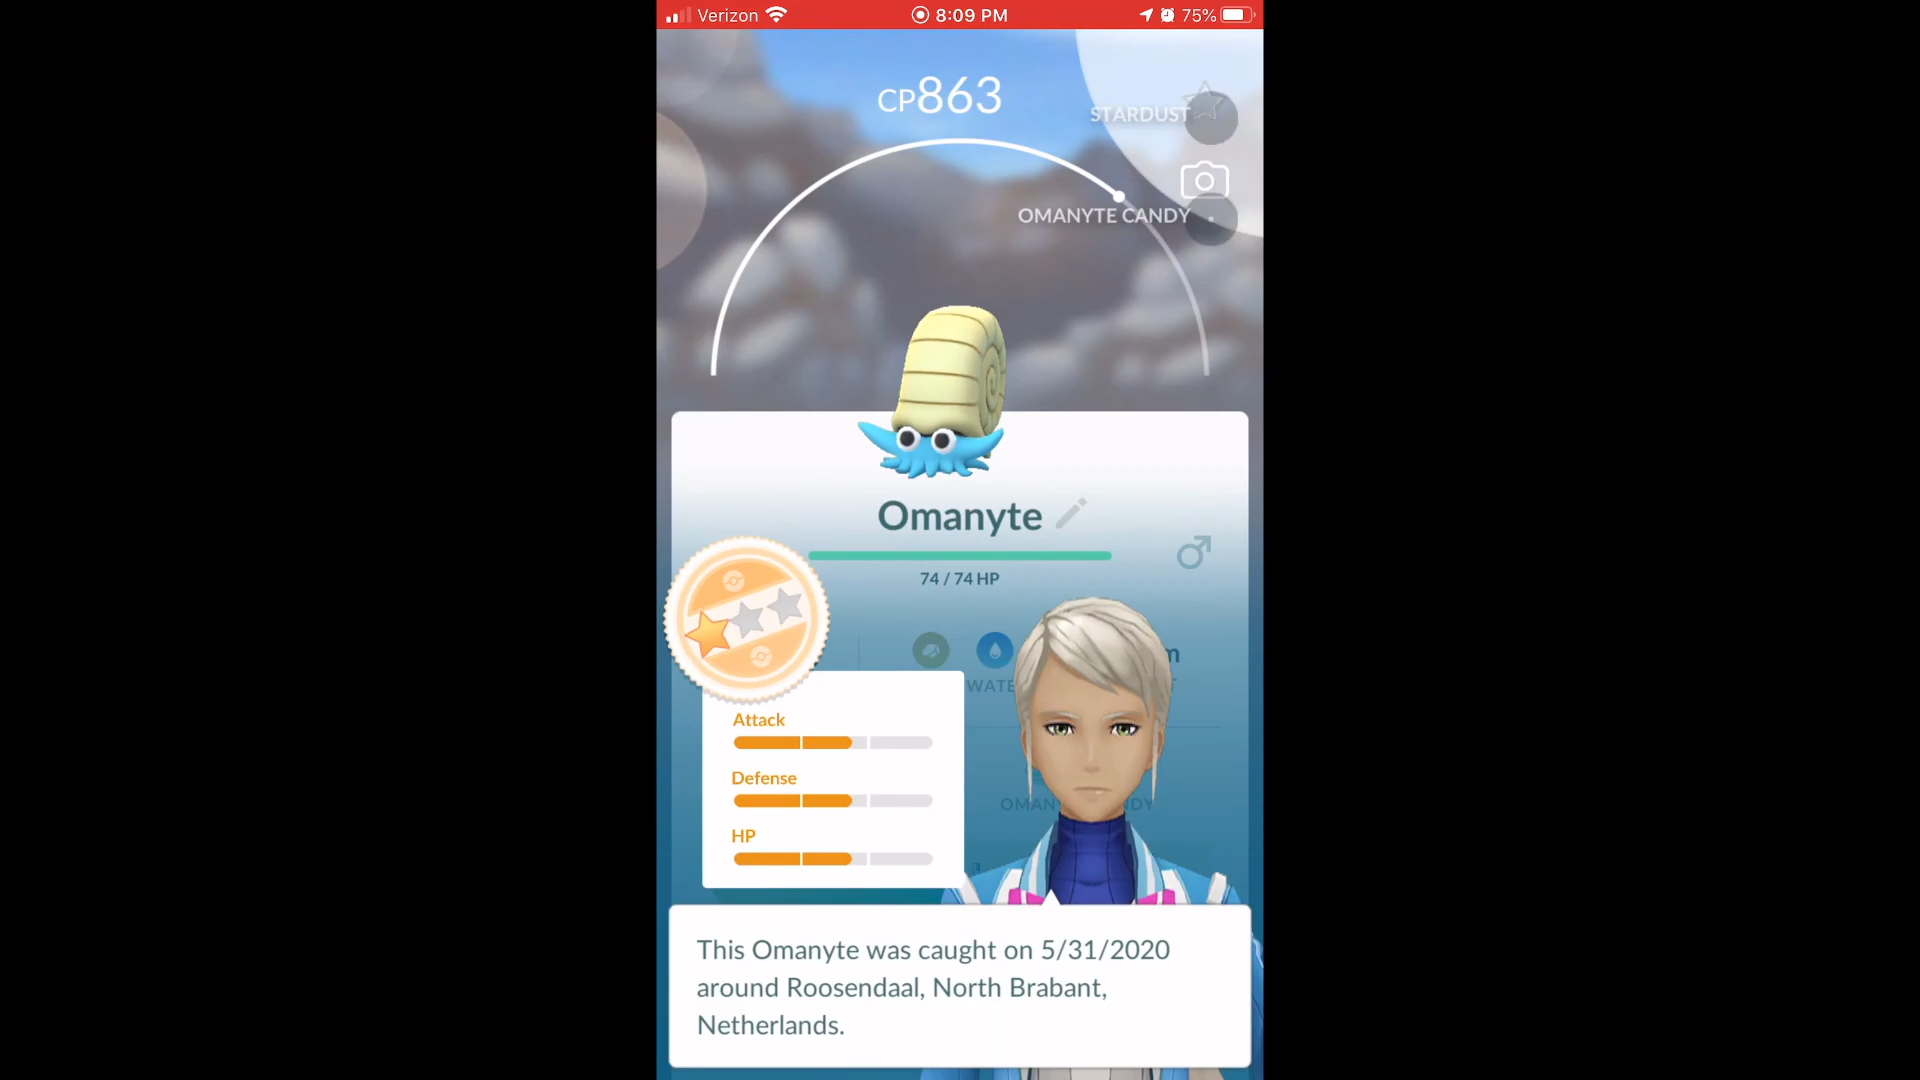 Verizon 8:09 PM 75%
CP863
STARDUST
OMANYTE CANDY
Omanyte
74 / 74 HP
Attack
Defense
HP
This Omanyte was caught on 5/31/2020
around Roosendaal, North Brabant,
Netherlands.